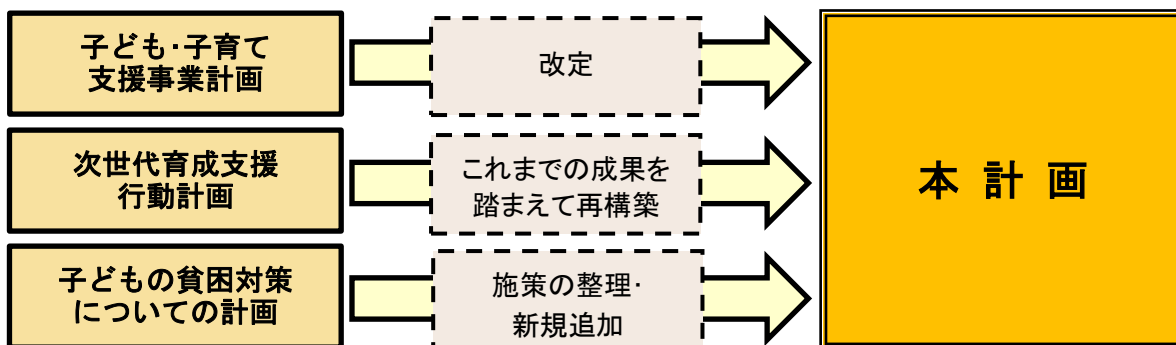 子ども・子育て
支援事業計画
改定
次世代育成支援
行動計画
これまでの成果を
踏まえて再構築
子どもの貧困対策
についての計画
施策の整理・
新規追加
本 計 画